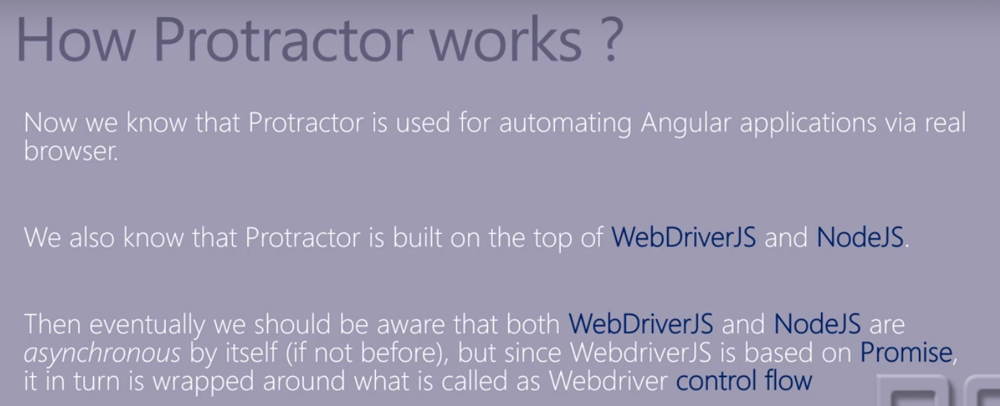 How Protractor works ?
Now we know that Protractor is used for automating Angular applications via real
browser.
We also know that Protractor is built on the top of WebDriverJS and NodeJS.
Then eventually we should be aware that both WebDriverJS and NodeJS are
asynchronous by itself (if not before), but since WebdriverJS is based on Promise,
it in turn is wrapped around what is called as Webdriver control flow